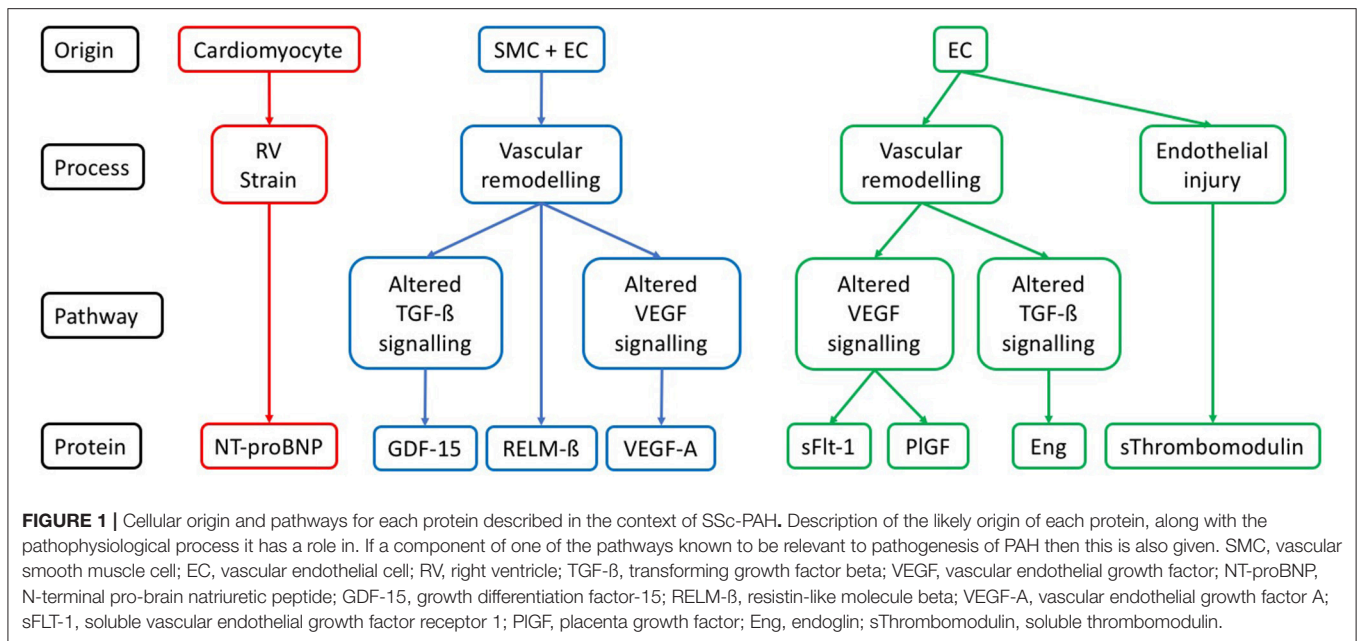 Origin
Cardiomyocyte
SMC + EC
EC
Process
RV
Strain
Vascular
remodelling
Vascular
remodelling
Endothelial
injury
Pathway
Altered
TGF-ß
signalling
Altered
VEGF
signalling
Altered
VEGF
signalling
Altered
TGF-ß
signalling
Protein
NT-proBNP
GDF-15
RELM-ß
VEGF-A
sFlt-1
PlGF
Eng
sThrombomodulin
FIGURE 1 | Cellular origin and pathways for each protein described in the context of SSc-PAH. Description of the likely origin of each protein, along with the
pathophysiological process it has a role in. If a component of one of the pathways known to be relevant to pathogenesis of PAH then this is also given. SMC, vascular
smooth muscle cell; EC, vascular endothelial cell; RV, right ventricle; TGF-ß, transforming growth factor beta; VEGF, vascular endothelial growth factor; NT-proBNP,
N-terminal pro-brain natriuretic peptide; GDF-15, growth differentiation factor-15; RELM-ß, resistin-like molecule beta; VEGF-A, vascular endothelial growth factor A;
sFLT-1, soluble vascular endothelial growth factor receptor 1; PlGF, placenta growth factor; Eng, endoglin; sThrombomodulin, soluble thrombomodulin.